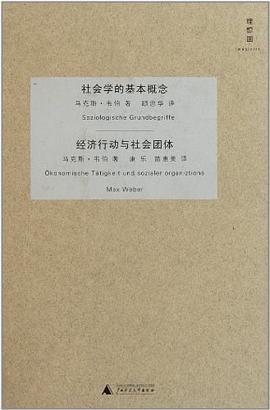 理想国
imaginist
社会学的基本概念
马克斯·韦伯 著 顾忠华 译
Soziologische Grundbegriffe
经济行动与社会团体
马克斯·韦伯 著 康 乐 简惠美 译
Ökonomische Tätigkeit und sozialer organiztions
Max Weber
广西师范大学出版社